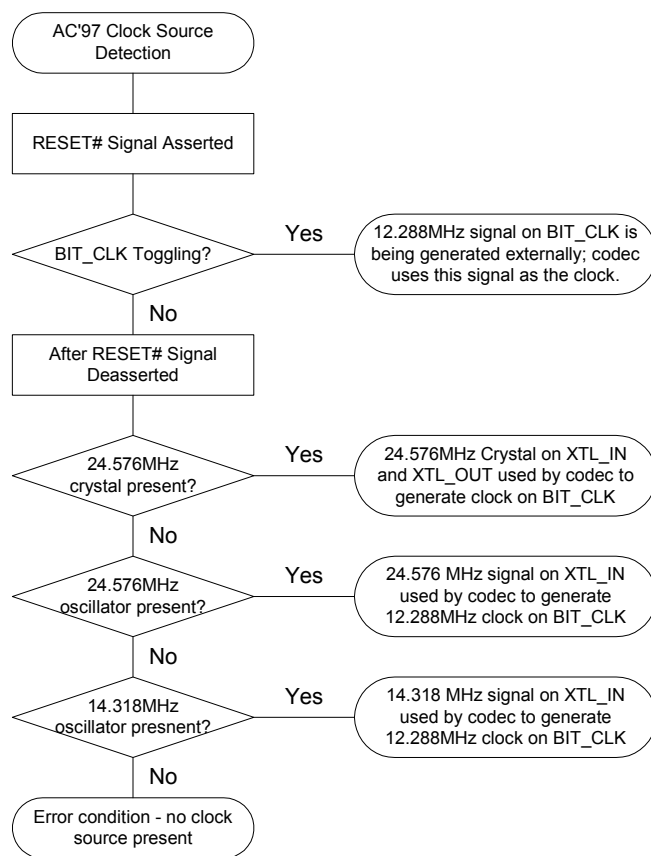 AC'97 Clock Source
Detection
RESET# Signal Asserted
BIT_CLK Toggling?
Yes
12.288MHz signal on BIT_CLK is
being generated externally; codec
uses this signal as the clock.
No
After RESET# Signal
Deasserted
24.576MHz
crystal present?
Yes
24.576MHz Crystal on XTL_IN
and XTL_OUT used by codec to
generate clock on BIT_CLK
No
24.576MHz
oscillator present?
Yes
24.576 MHz signal on XTL_IN
used by codec to generate
12.288MHz clock on BIT_CLK
No
14.318MHz
oscillator presnent?
Yes
14.318 MHz signal on XTL_IN
used by codec to generate
12.288MHz clock on BIT_CLK
No
Error condition - no clock
source present